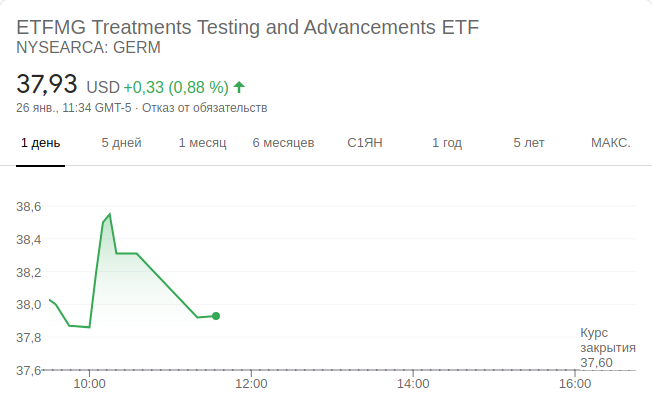 ETFMG Treatments Testing and Advancements ETF
NYSEARCA: GERM
37,93 USD +0,33 (0,88 %)
26 янв., 11:34 GMT-5 · Отказ от обязательств
1 день 5 дней 1 месяц 6 месяцев С1ЯН 1 год 5 лет МАКС.
38,6
38,4
38,2
38,0
37,8
37,6
Курс
закрытия
37,60
10:00 12:00 14:00 16:00